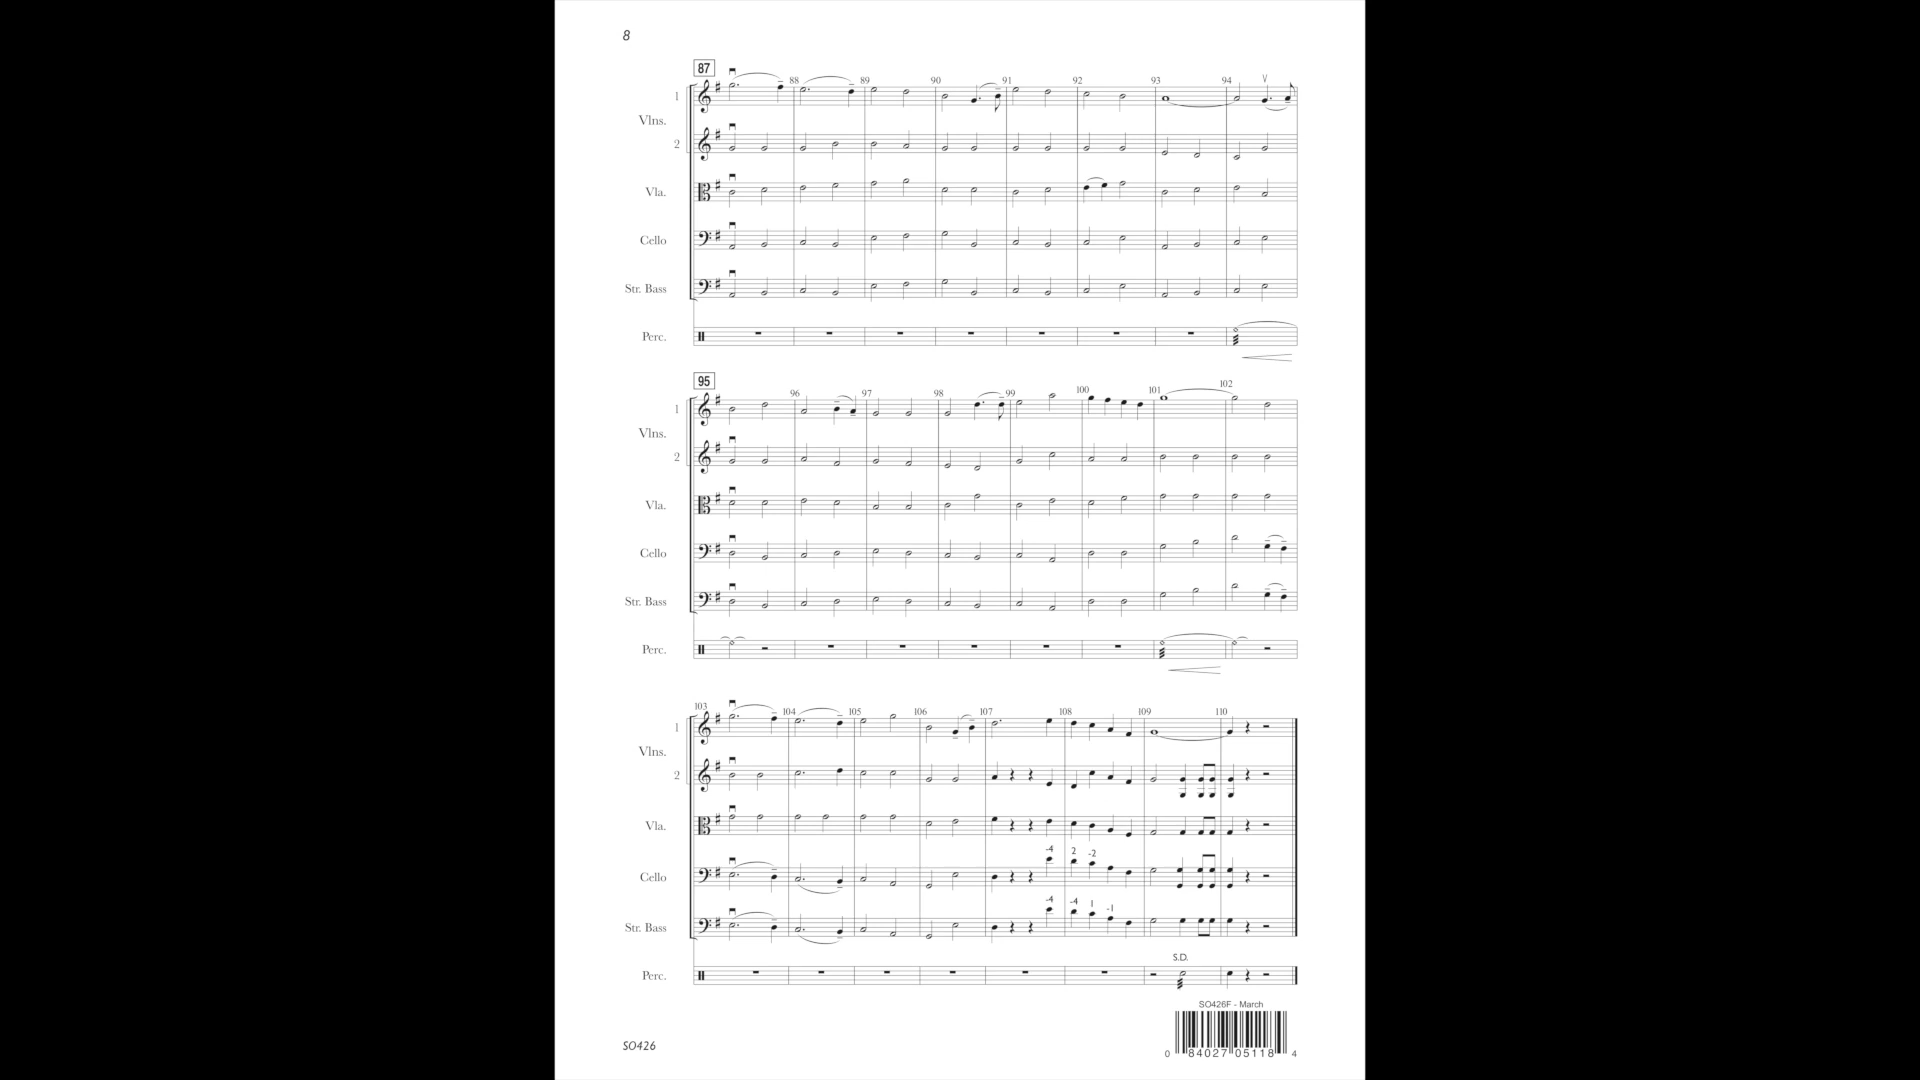 8
87 88 89 90 91 92 93 94
1
Vlns.
2
Vla.
Cello
Str. Bass
Perc.
95 96 97 98 99 100 101 102
1
Vlns.
2
Vla.
Cello
Str. Bass
Perc.
103 104 105 106 107 108 109 110
1
Vlns.
2
Vla.
-4 2 -2
Cello
-4 -4 1 -1
Str. Bass
S.D.
Perc.
SO426F - March
SO426
0 84027 05118 4